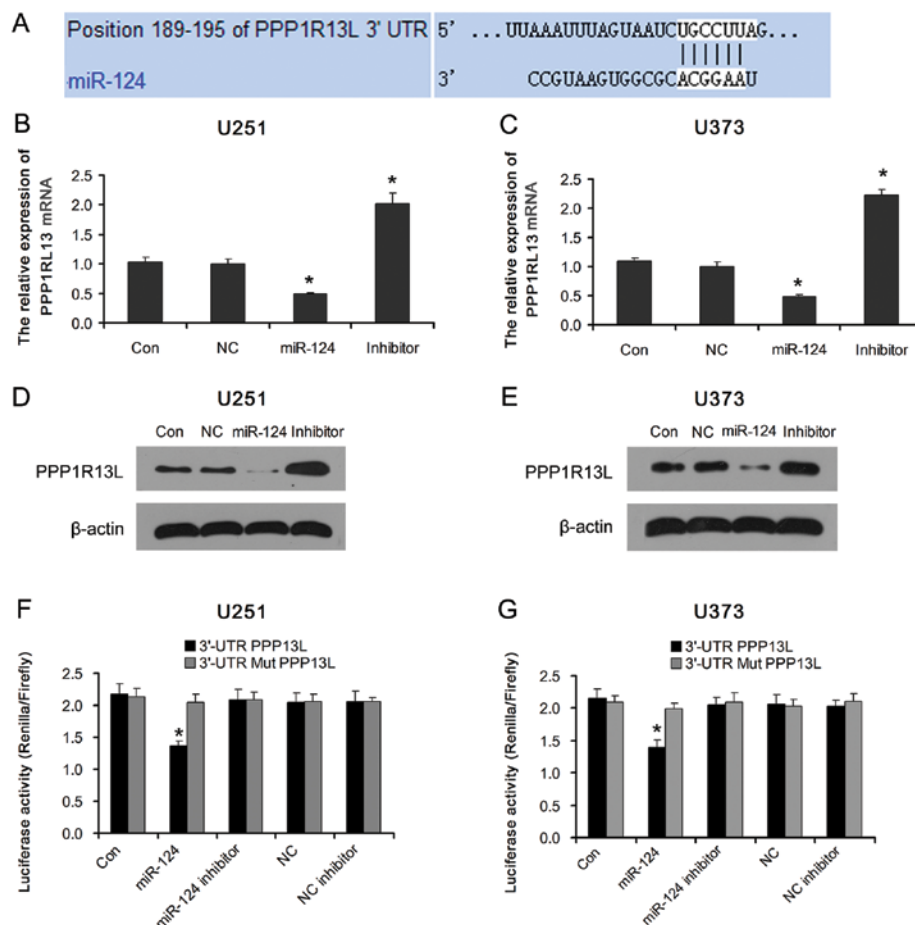 A
Position 189-195 of PPP1R13L 3' UTR 5' ...UUAAAUUUAGUAAUCUGCCUUAG...
miR-124 3' CCGUAAGUGGCGCACGGAAU
B
U251
The relative expression of
PPP1RL13 mRNA
2.5
2.0
1.5
1.0
0.5
0.0
*
*
Con NC miR-124 Inhibitor
C
U373
The relative expression of
PPP1RL13 mRNA
2.5
2.0
1.5
1.0
0.5
0.0
*
*
Con NC miR-124 Inhibitor
D
U251
Con NC miR-124 Inhibitor
PPP1R13L
β-actin
E
U373
Con NC miR-124 Inhibitor
PPP1R13L
β-actin
F
U251
3'-UTR PPP13L
3'-UTR Mut PPP13L
Luciferase activity (Renilla/Firefly)
2.5
2.0
1.5
1.0
0.5
0.0
*
Con
miR-124
miR-124 inhibitor
NC
NC inhibitor
G
U373
3'-UTR PPP13L
3'-UTR Mut PPP13L
Luciferase activity (Renilla/Firefly)
2.5
2.0
1.5
1.0
0.5
0.0
*
Con
miR-124
miR-124 inhibitor
NC
NC inhibitor